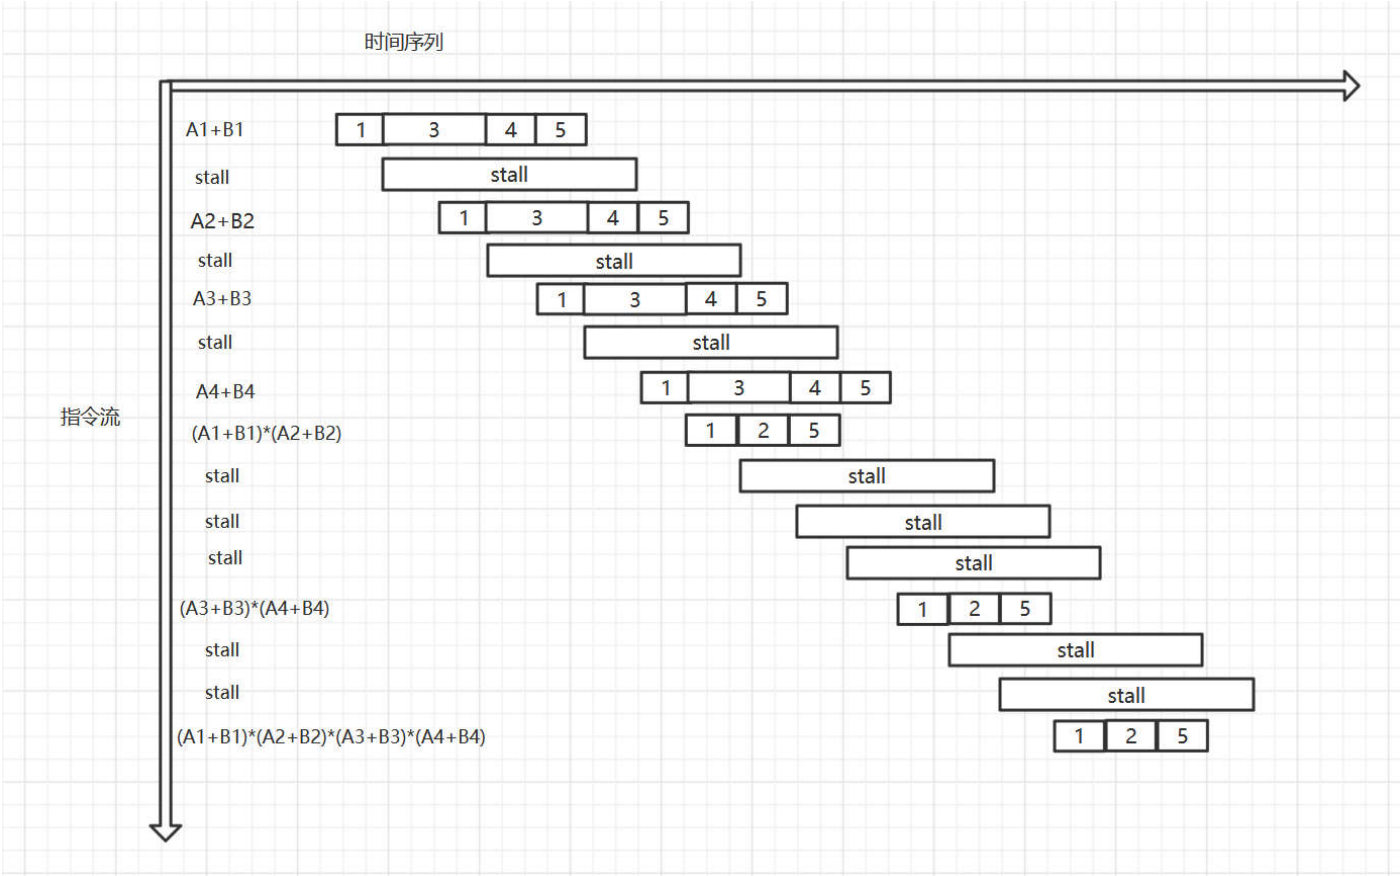 时间序列
A1+B1 1 3 4 5
stall stall
A2+B2 1 3 4 5
stall stall
A3+B3 1 3 4 5
stall stall
A4+B4 1 3 4 5
指令流
(A1+B1)*(A2+B2) 1 2 5
stall stall
stall stall
stall stall
(A3+B3)*(A4+B4) 1 2 5
stall stall
stall stall
(A1+B1)*(A2+B2)*(A3+B3)*(A4+B4) 1 2 5